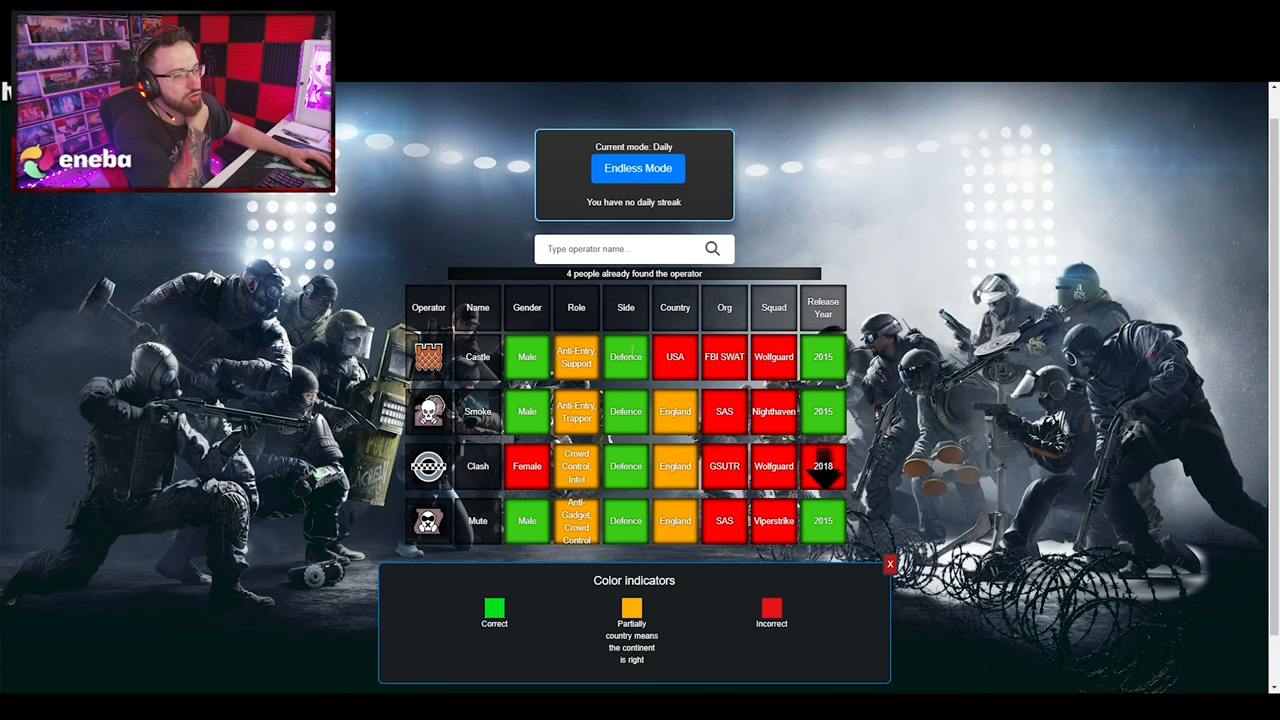 eneba
Current mode: Daily
Endless Mode
You have no daily streak
Type operator name...
4 people already found the operator
Operator Name Gender Role Side Country Org Squad Release Year
Castle Male Anti-Entry, Support Defence USA FBI SWAT Wolfguard 2015
Smoke Male Anti-Entry, Trapper Defence England SAS Nighthaven 2015
Clash Female Crowd Control, Intel Defence England GSUTR Wolfguard 2018
Mute Male Anti-Gadget, Crowd Control Defence England SAS Viperstrike 2015
X
Color indicators
Correct
Partially
country means
the continent
is right
Incorrect